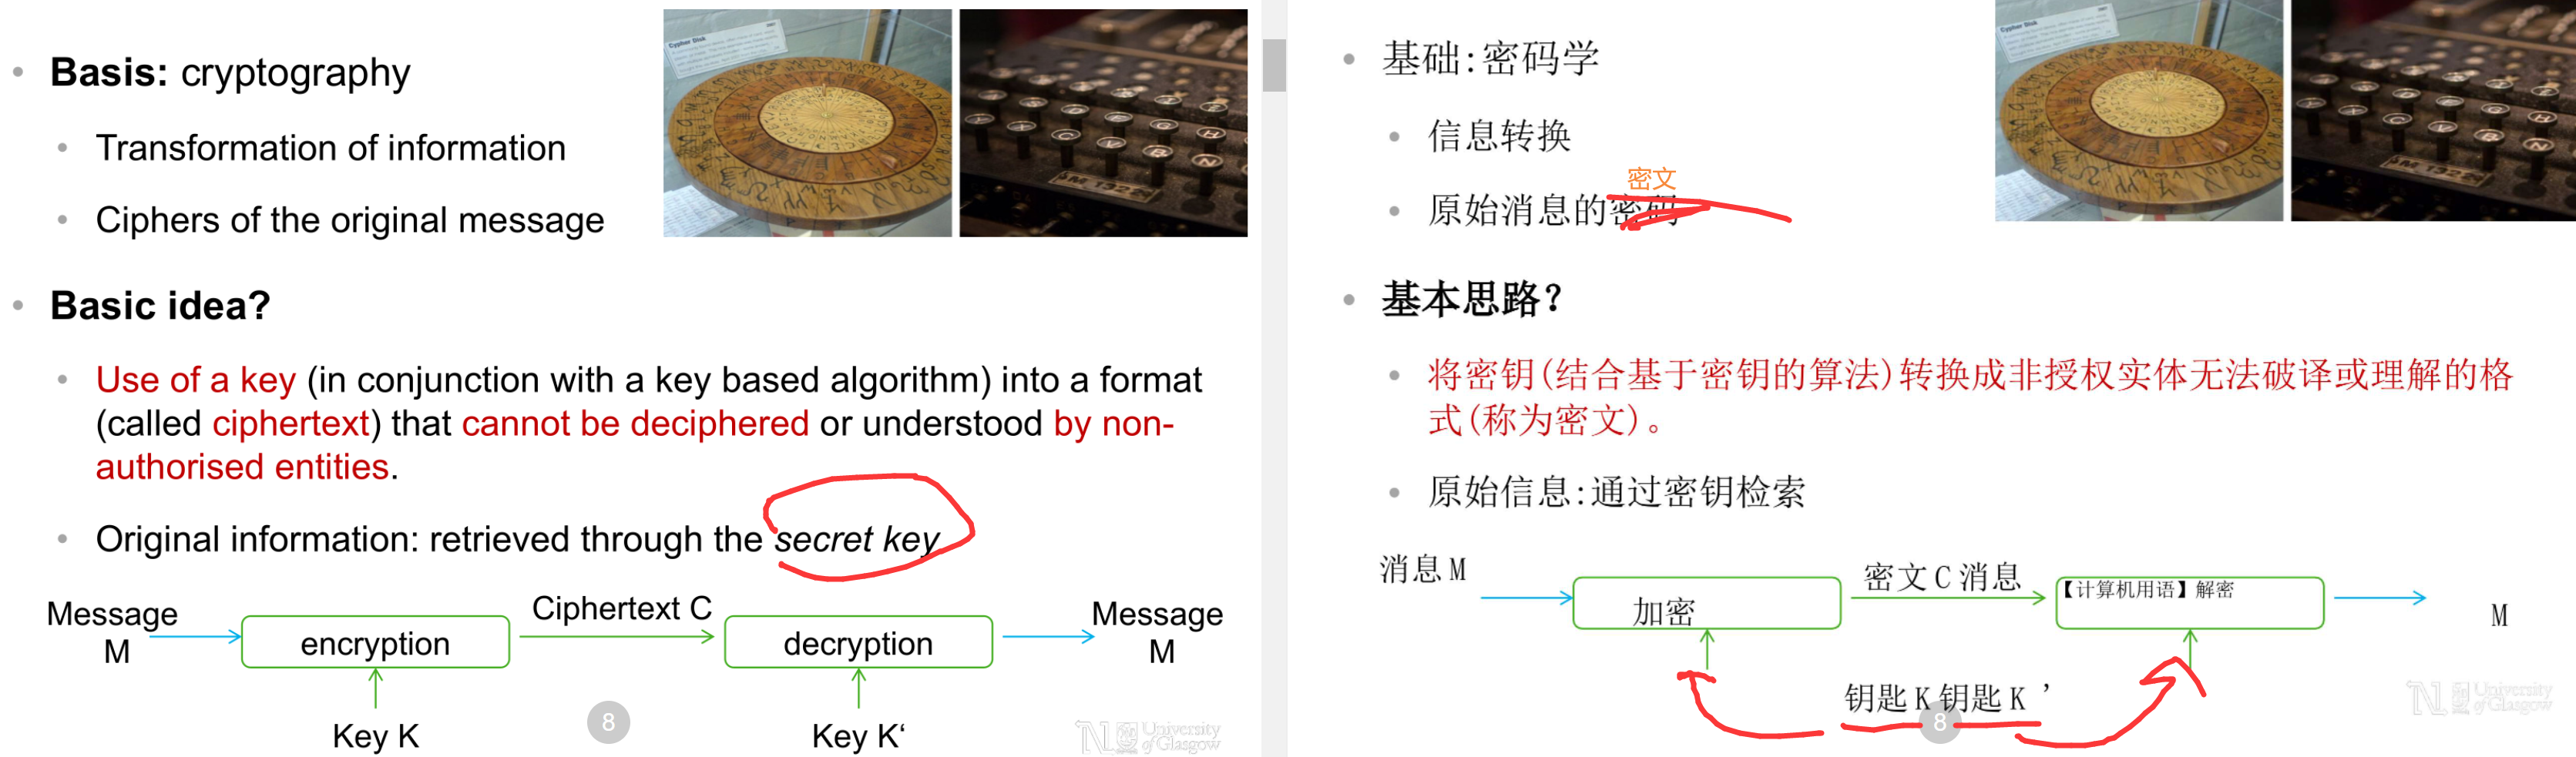 Cypher Disk
• Basis: cryptography
• Transformation of information
• Ciphers of the original message
• Basic idea?
• Use of a key (in conjunction with a key based algorithm) into a format
(called ciphertext) that cannot be deciphered or understood by non-
authorised entities.
• Original information: retrieved through the secret key
Message
M
encryption
Ciphertext C
decryption
Message
M
Key K
8
Key K‘
University
of Glasgow
Cypher Disk
• 基础:密码学
• 信息转换
密文
• 原始消息的密码
• 基本思路?
• 将密钥(结合基于密钥的算法)转换成非授权实体无法破译或理解的格
式(称为密文)。
• 原始信息:通过密钥检索
消息 M
加密
密文 C 消息
【计算机用语】解密
M
钥匙 K 钥匙 K ’
8
University
of Glasgow